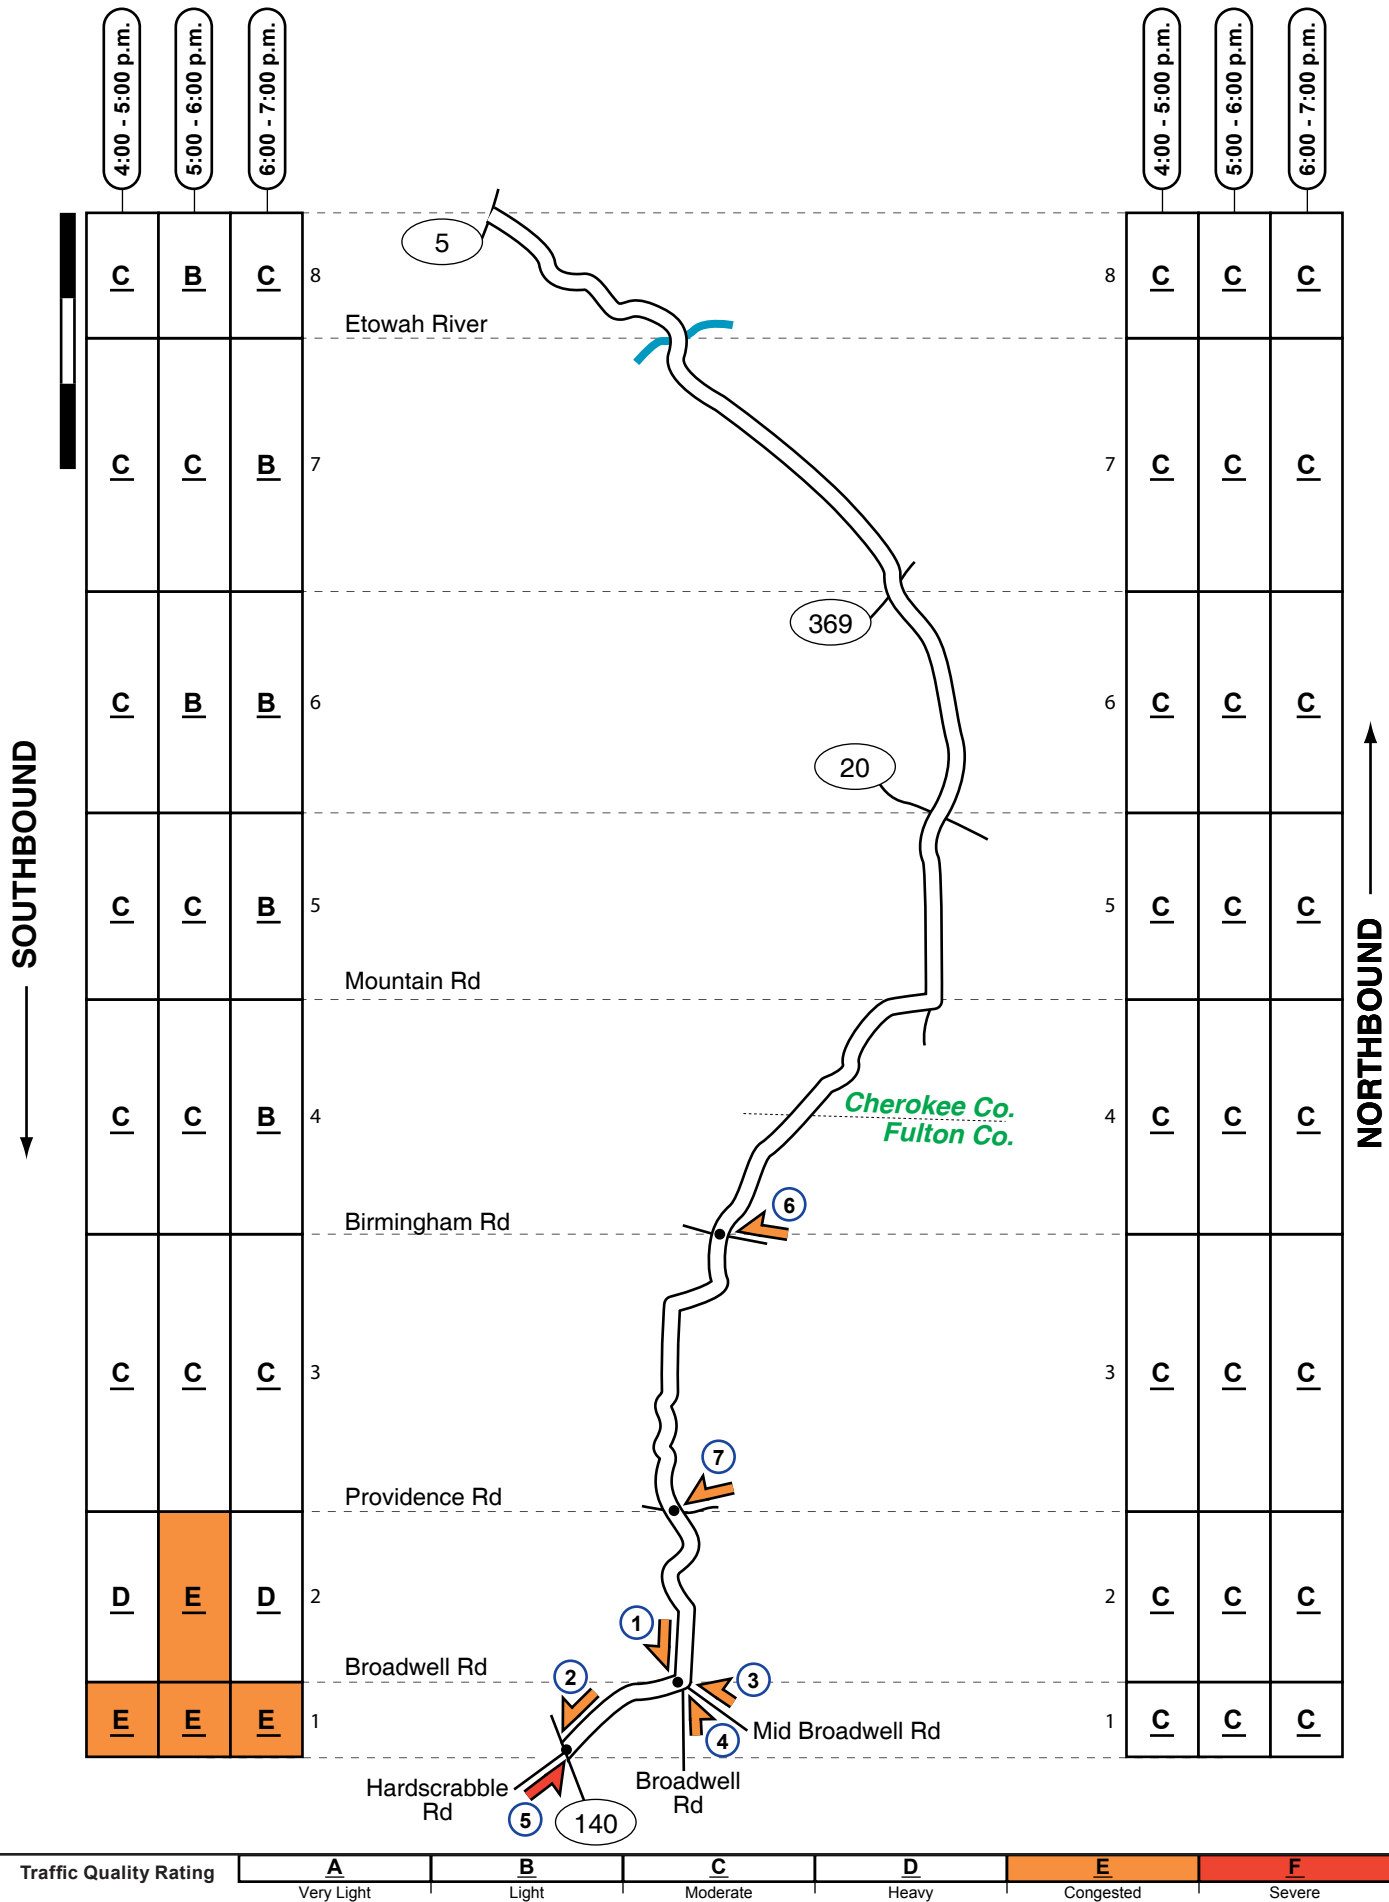 4:00 - 5:00 p.m.
5:00 - 6:00 p.m.
6:00 - 7:00 p.m.
4:00 - 5:00 p.m.
5:00 - 6:00 p.m.
6:00 - 7:00 p.m.
5
C B C 8
8 C C C
Etowah River
C C B 7
7 C C C
369
C B B 6
6 C C C
20
SOUTHBOUND
NORTHBOUND
C C B 5
5 C C C
Mountain Rd
Cherokee Co.
Fulton Co.
C C B 4
4 C C C
6
Birmingham Rd
C C C 3
3 C C C
7
Providence Rd
D E D 2
2 C C C
1
Broadwell Rd
2
3
E E E 1
1 C C C
Mid Broadwell Rd
4
Hardscrabble
Rd
Broadwell
Rd
5
140
Traffic Quality Rating
A B C D E F
Very Light Light Moderate Heavy Congested Severe